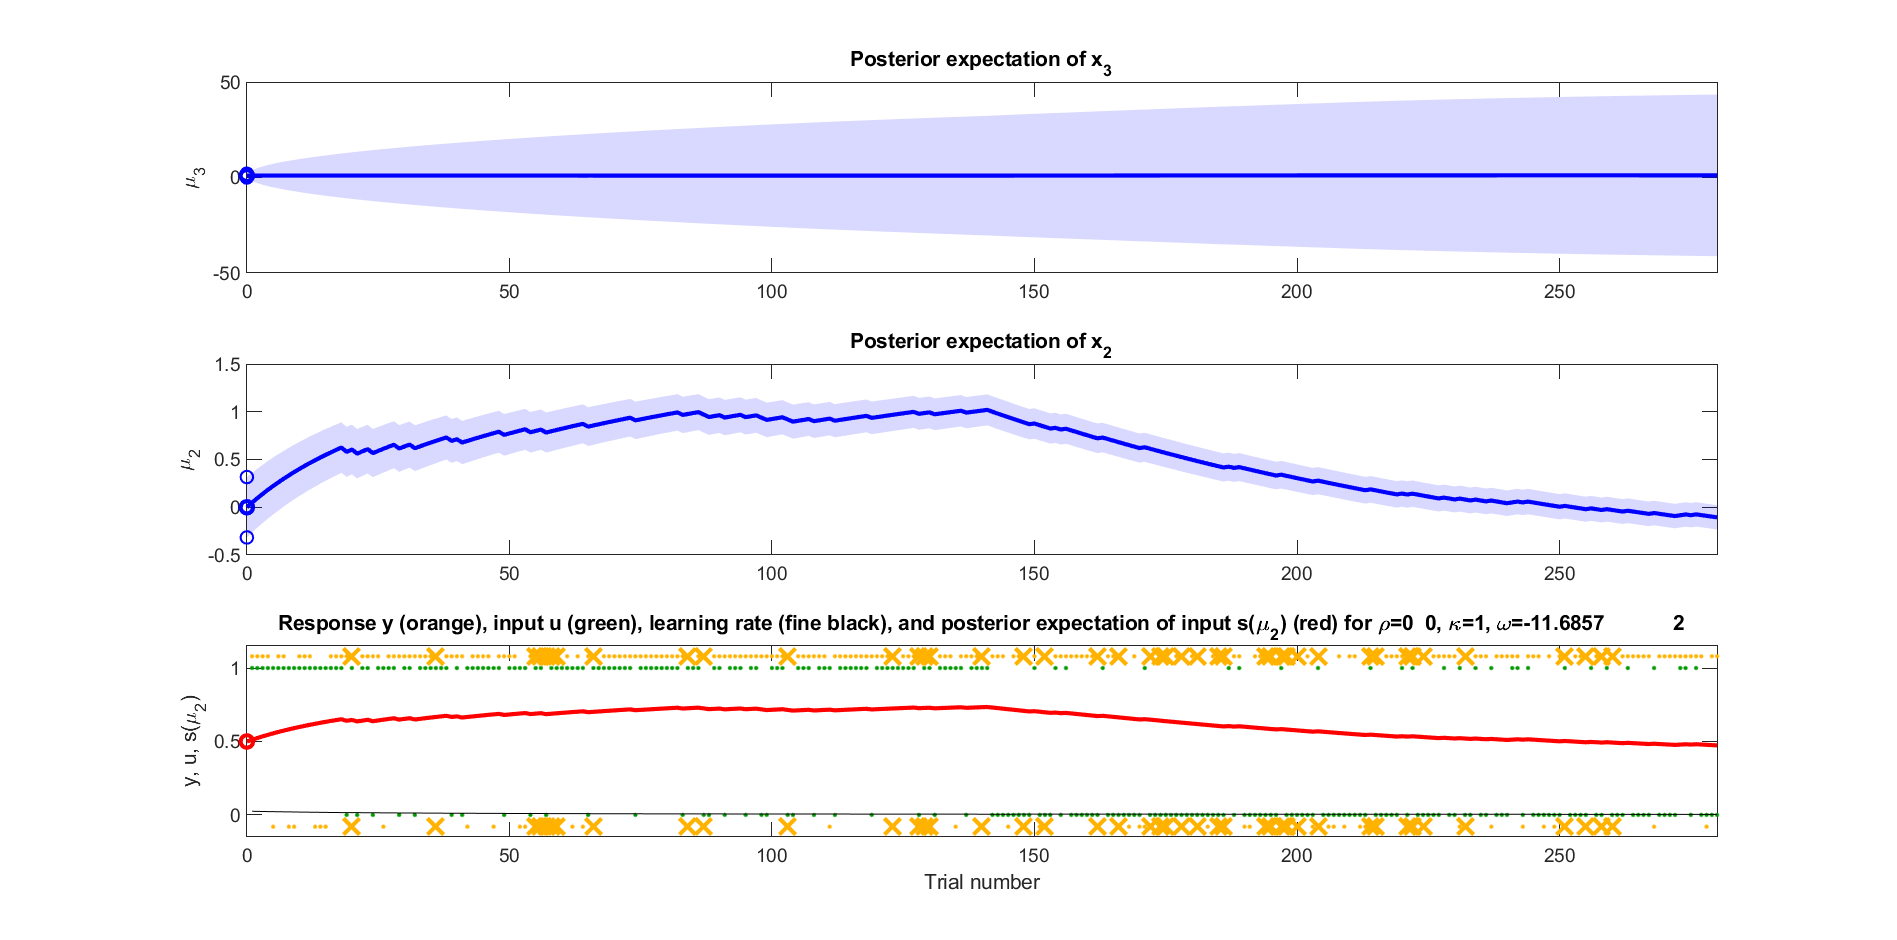 Posterior expectation of x3
50
0
-50
μ3
0 50 100 150 200 250
Posterior expectation of x2
1.5
1
0.5
0
-0.5
μ2
0 50 100 150 200 250
Response y (orange), input u (green), learning rate (fine black), and posterior expectation of input s(μ2) (red) for ρ=0 0, κ=1, ω=-11.6857 2
1
0.5
0
y, u, s(μ2)
0 50 100 150 200 250
Trial number